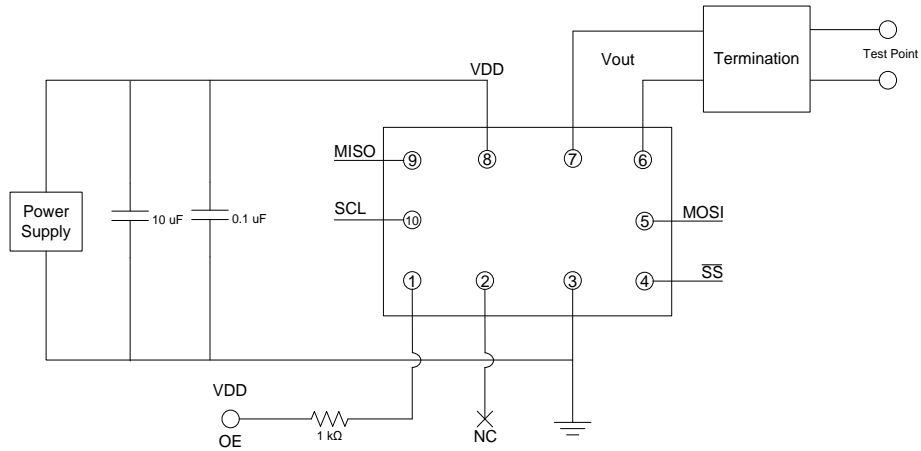 Vout
Termination
Test Point
VDD
MISO
9
8
7
6
Power
Supply
10 uF
0.1 uF
SCL
10
5
MOSI
1
2
3
4
SS
VDD
OE
1 kΩ
NC